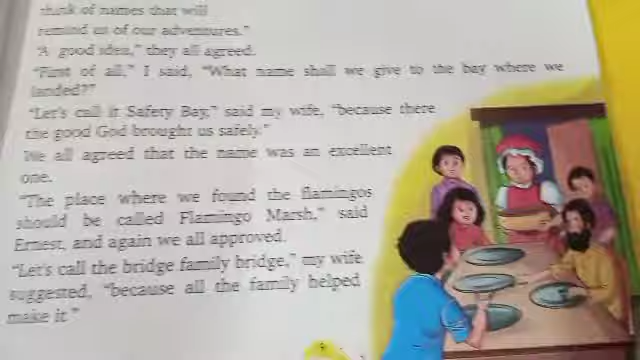 think of names that will
remind us of our adventures."
"A good idea," they all agreed.
"First of all," I said, "What name shall we give to the bay where we
landed?"
"Let's call it Safety Bay," said my wife, "because there
the good God brought us safely."
We all agreed that the name was an excellent
one.
"The place where we found the flamingos
should be called Flamingo Marsh," said
Ernest, and again we all approved.
"Let's call the bridge family bridge," my wife
suggested, "because all the family helped
make it."